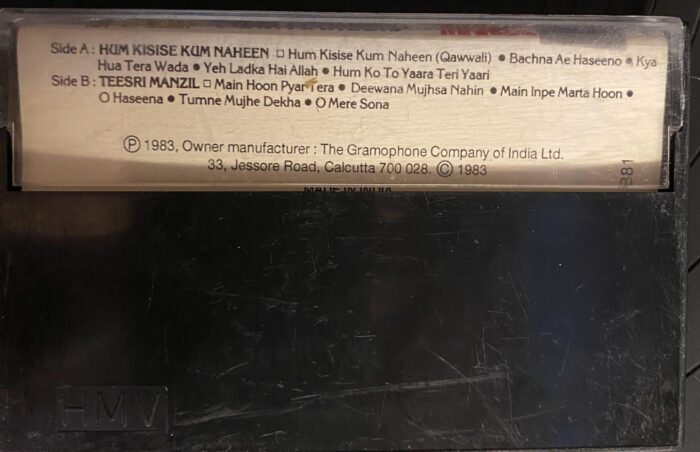 Side A : HUM KISISE KUM NAHEEN □ Hum Kisise Kum Naheen (Qawwali) ● Bachna Ae Haseeno ● Kya
Hua Tera Wada ● Yeh Ladka Hai Allah ● Hum Ko To Yaara Teri Yaari
Side B : TEESRI MANZIL □ Main Hoon Pyar Tera ● Deewana Mujhsa Nahin ● Main Inpe Marta Hoon ●
O Haseena ● Tumne Mujhe Dekha ● O Mere Sona
Ⓟ 1983, Owner manufacturer : The Gramophone Company of India Ltd.
33, Jessore Road, Calcutta 700 028. © 1983
381
MADE IN INDIA
HMV